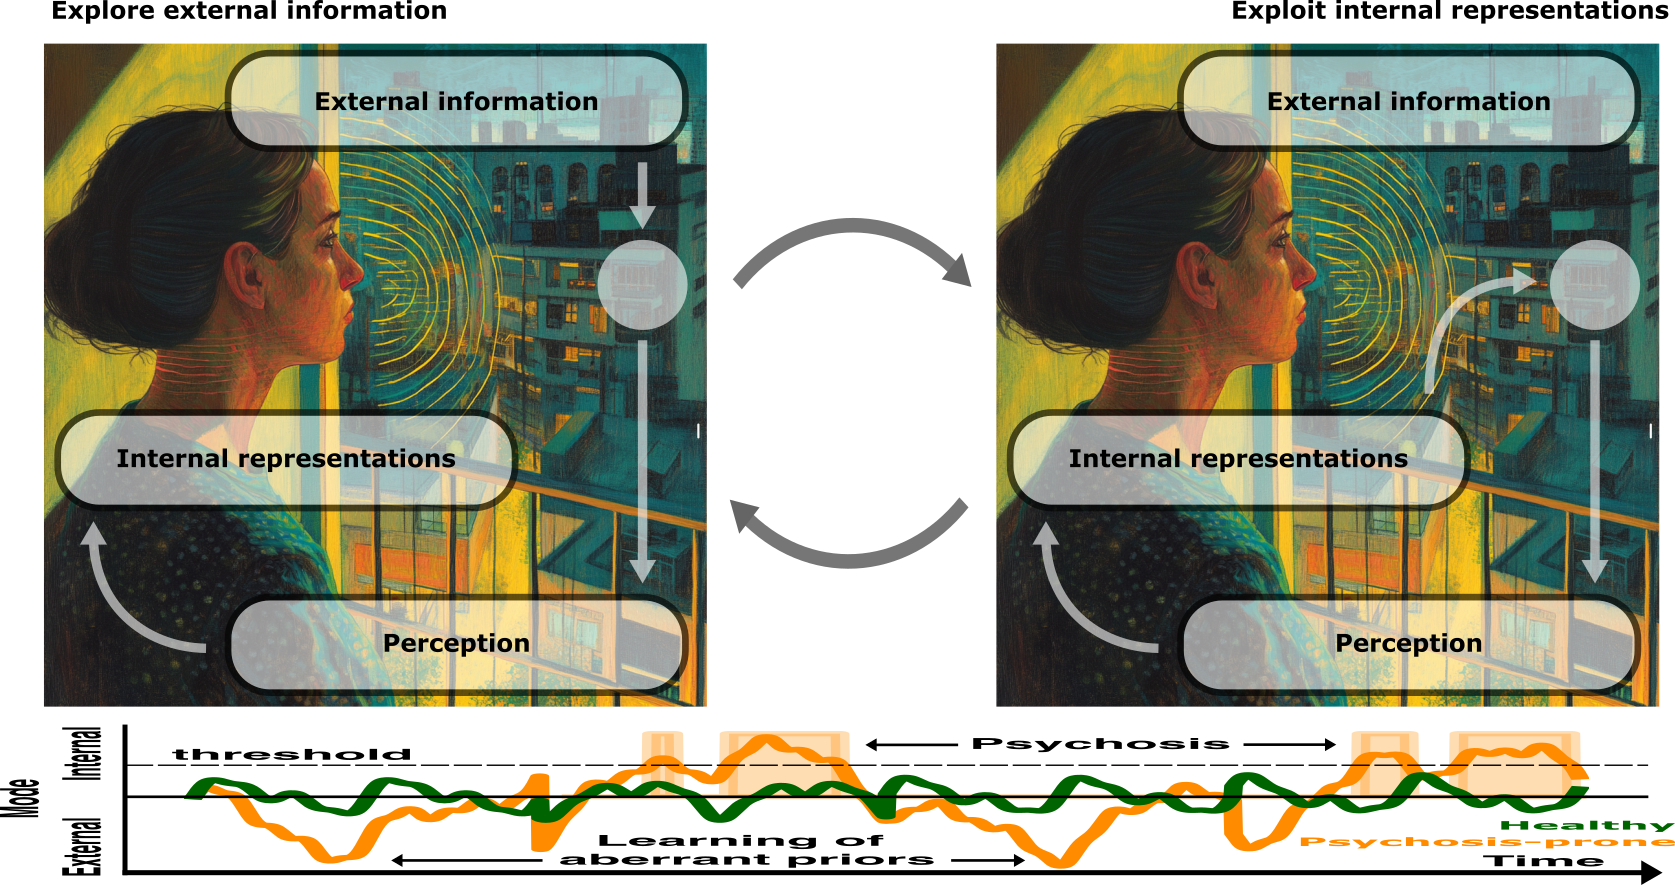 Explore external information
Exploit internal representations
External information
External information
Internal representations
Internal representations
Perception
Perception
Mode
Internal
External
threshold
Psychosis
Learning of
aberrant priors
Healthy
Psychosis-prone
Time